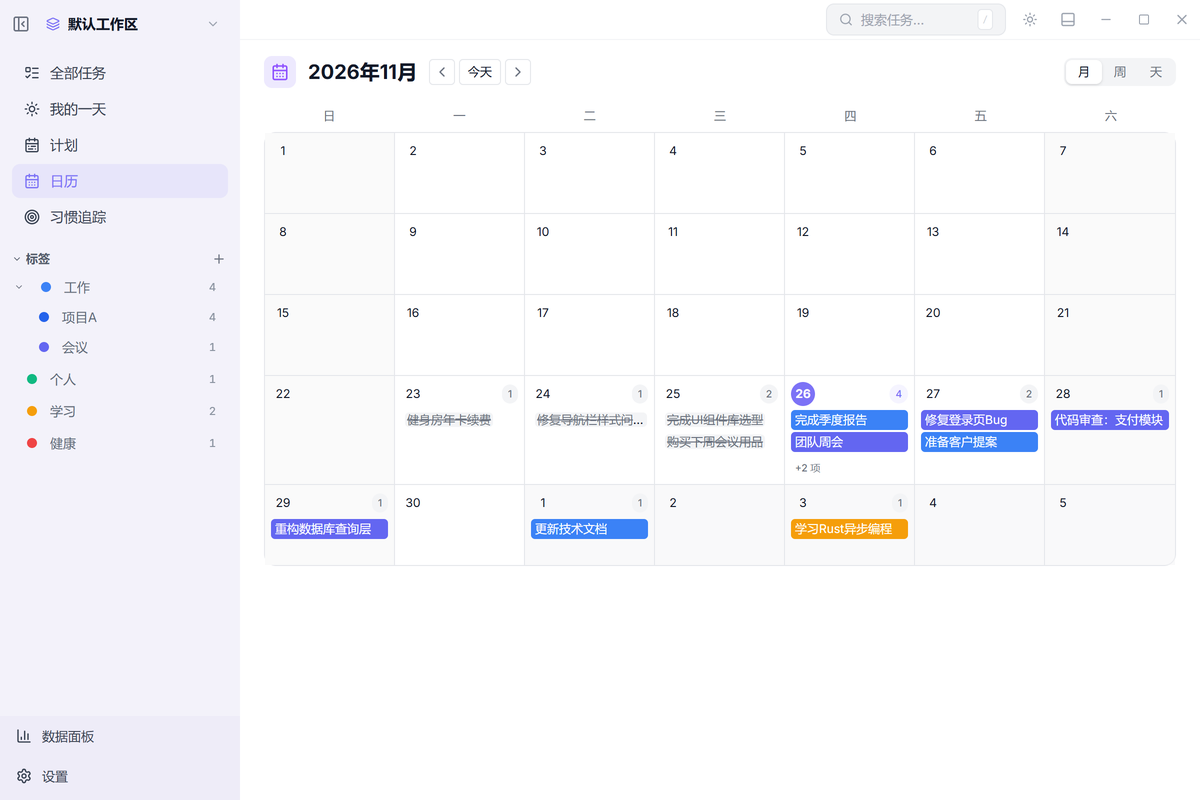 默认工作区
搜索任务...
/
全部任务
我的一天
计划
日历
习惯追踪
标签
工作 4
项目A 4
会议 1
个人 1
学习 2
健康 1
数据面板
设置
2026年11月
今天
月 周 天
日 一 二 三 四 五 六
1 2 3 4 5 6 7
8 9 10 11 12 13 14
15 16 17 18 19 20 21
22
23 1
健身房年卡续费
24 1
修复导航栏样式问...
25 2
完成UI组件库选型
购买下周会议用品
26 4
完成季度报告
团队周会
+2 项
27 2
修复登录页Bug
准备客户提案
28 1
代码审查：支付模块
29 1
重构数据库查询层
30
1 1
更新技术文档
2
3 1
学习Rust异步编程
4
5